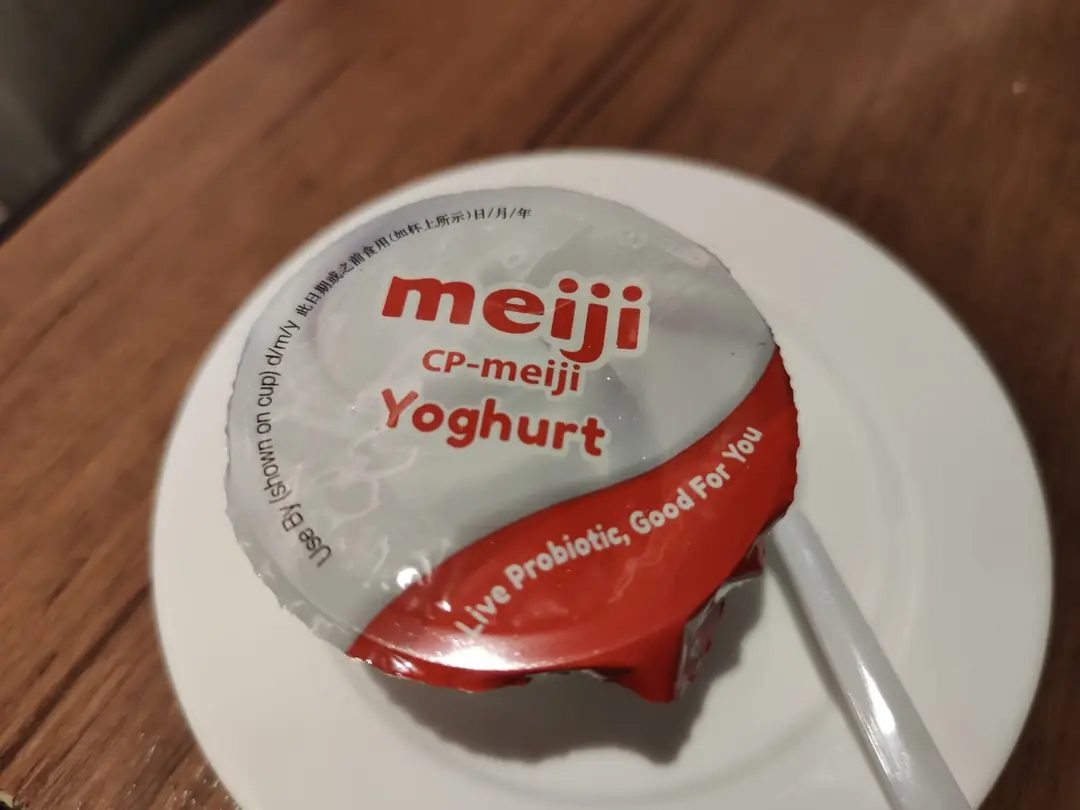 Use By (shown on cup) d/m/y 此日期或之前食用(如杯上所示)日/月/年
meiji
CP-meiji
Yoghurt
Live Probiotic, Good For You